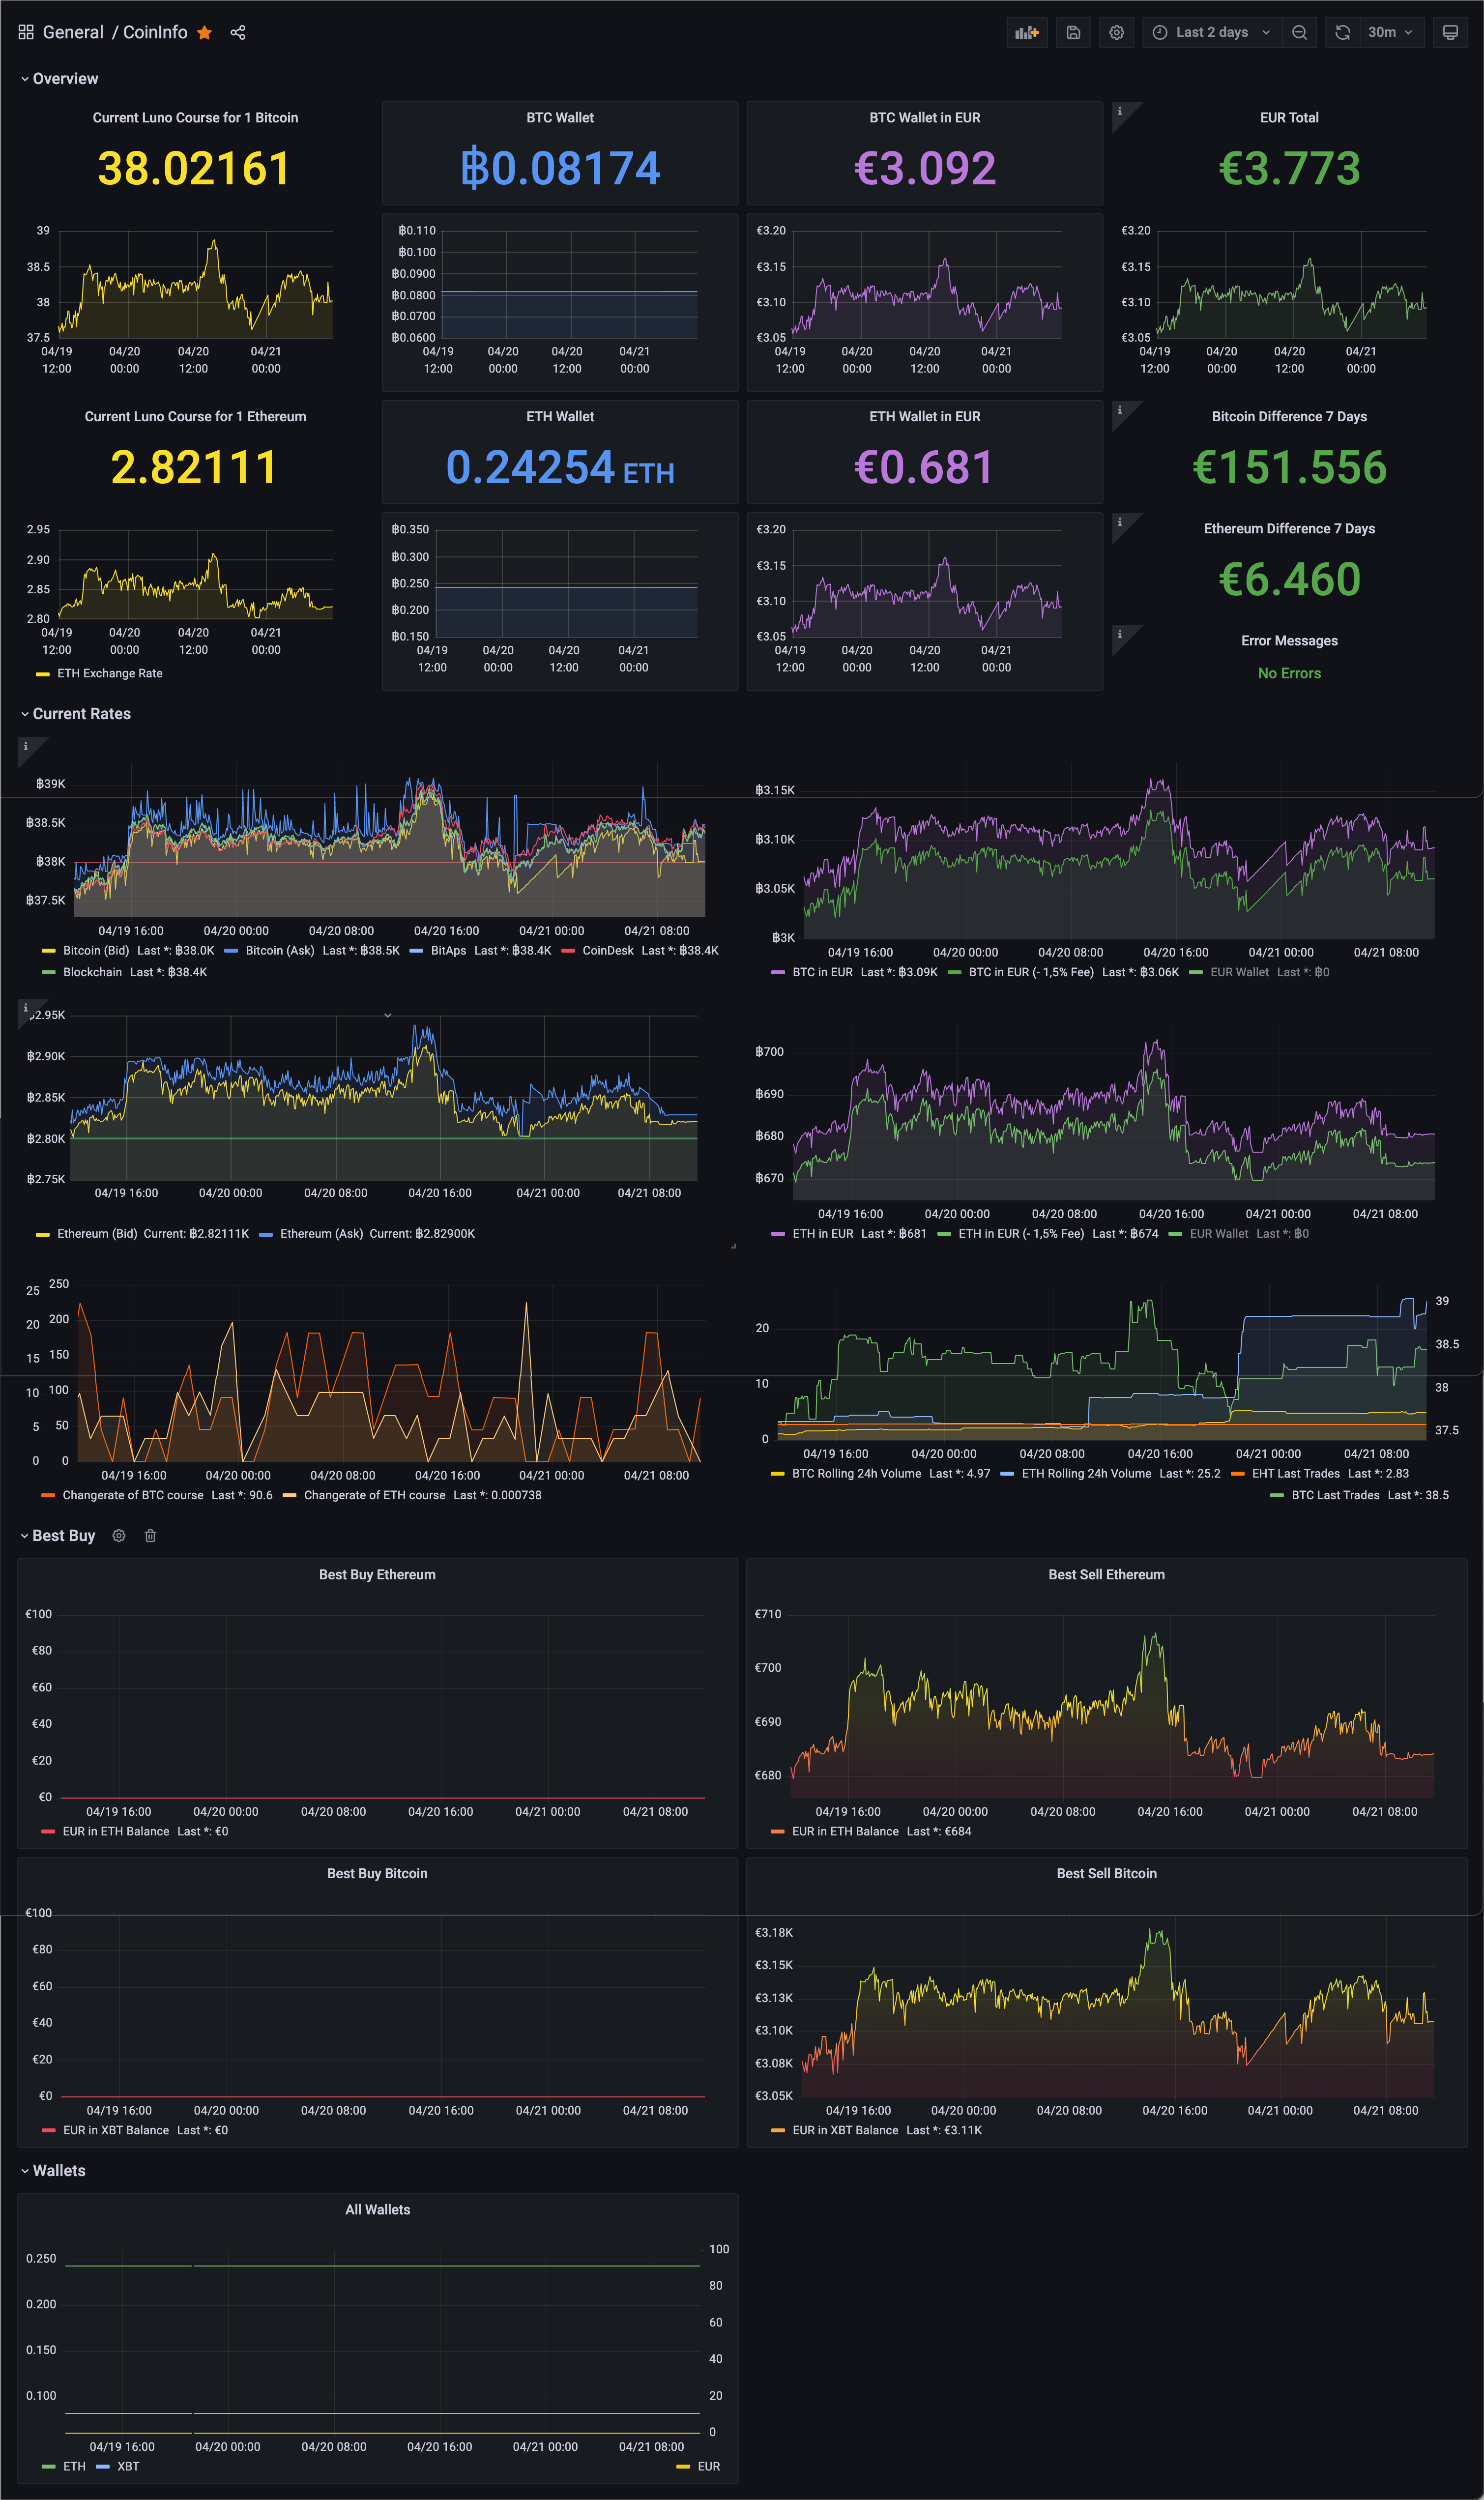 General / CoinInfo
Last 2 days
30m
Overview
Current Luno Course for 1 Bitcoin
38.02161
39
38.5
38
37.5
04/19 04/20 04/20 04/21
12:00 00:00 12:00 00:00
BTC Wallet
฿0.08174
฿0.110
฿0.100
฿0.0900
฿0.0800
฿0.0700
฿0.0600
04/19 04/20 04/20 04/21
12:00 00:00 12:00 00:00
BTC Wallet in EUR
€3.092
€3.20
€3.15
€3.10
€3.05
04/19 04/20 04/20 04/21
12:00 00:00 12:00 00:00
i
EUR Total
€3.773
€3.20
€3.15
€3.10
€3.05
04/19 04/20 04/20 04/21
12:00 00:00 12:00 00:00
Current Luno Course for 1 Ethereum
2.82111
2.95
2.90
2.85
2.80
04/19 04/20 04/20 04/21
12:00 00:00 12:00 00:00
ETH Exchange Rate
ETH Wallet
0.24254 ETH
฿0.350
฿0.300
฿0.250
฿0.200
฿0.150
04/19 04/20 04/20 04/21
12:00 00:00 12:00 00:00
ETH Wallet in EUR
€0.681
€3.20
€3.15
€3.10
€3.05
04/19 04/20 04/20 04/21
12:00 00:00 12:00 00:00
i
Bitcoin Difference 7 Days
€151.556
i
Ethereum Difference 7 Days
€6.460
i
Error Messages
No Errors
Current Rates
i
฿39K
฿38.5K
฿38K
฿37.5K
04/19 16:00 04/20 00:00 04/20 08:00 04/20 16:00 04/21 00:00 04/21 08:00
Bitcoin (Bid) Last *: ฿38.0K Bitcoin (Ask) Last *: ฿38.5K BitAps Last *: ฿38.4K CoinDesk Last *: ฿38.4K
Blockchain Last *: ฿38.4K
฿3.15K
฿3.10K
฿3.05K
฿3K
04/19 16:00 04/20 00:00 04/20 08:00 04/20 16:00 04/21 00:00 04/21 08:00
BTC in EUR Last *: ฿3.09K BTC in EUR (- 1,5% Fee) Last *: ฿3.06K EUR Wallet Last *: ฿0
i
2.95K
฿2.90K
฿2.85K
฿2.80K
฿2.75K
04/19 16:00 04/20 00:00 04/20 08:00 04/20 16:00 04/21 00:00 04/21 08:00
Ethereum (Bid) Current: ฿2.82111K Ethereum (Ask) Current: ฿2.82900K
฿700
฿690
฿680
฿670
04/19 16:00 04/20 00:00 04/20 08:00 04/20 16:00 04/21 00:00 04/21 08:00
ETH in EUR Last *: ฿681 ETH in EUR (- 1,5% Fee) Last *: ฿674 EUR Wallet Last *: ฿0
25 250
20 200
15 150
10 100
5 50
0 0
04/19 16:00 04/20 00:00 04/20 08:00 04/20 16:00 04/21 00:00 04/21 08:00
Changerate of BTC course Last *: 90.6 Changerate of ETH course Last *: 0.000738
20
10
0
39
38.5
38
37.5
04/19 16:00 04/20 00:00 04/20 08:00 04/20 16:00 04/21 00:00 04/21 08:00
BTC Rolling 24h Volume Last *: 4.97 ETH Rolling 24h Volume Last *: 25.2 EHT Last Trades Last *: 2.83
BTC Last Trades Last *: 38.5
Best Buy
Best Buy Ethereum
€100
€80
€60
€40
€20
€0
04/19 16:00 04/20 00:00 04/20 08:00 04/20 16:00 04/21 00:00 04/21 08:00
EUR in ETH Balance Last *: €0
Best Sell Ethereum
€710
€700
€690
€680
04/19 16:00 04/20 00:00 04/20 08:00 04/20 16:00 04/21 00:00 04/21 08:00
EUR in ETH Balance Last *: €684
Best Buy Bitcoin
€100
€80
€60
€40
€20
€0
04/19 16:00 04/20 00:00 04/20 08:00 04/20 16:00 04/21 00:00 04/21 08:00
EUR in XBT Balance Last *: €0
Best Sell Bitcoin
€3.18K
€3.15K
€3.13K
€3.10K
€3.08K
€3.05K
04/19 16:00 04/20 00:00 04/20 08:00 04/20 16:00 04/21 00:00 04/21 08:00
EUR in XBT Balance Last *: €3.11K
Wallets
All Wallets
0.250
0.200
0.150
0.100
100
80
60
40
20
0
04/19 16:00 04/20 00:00 04/20 08:00 04/20 16:00 04/21 00:00 04/21 08:00
ETH XBT EUR